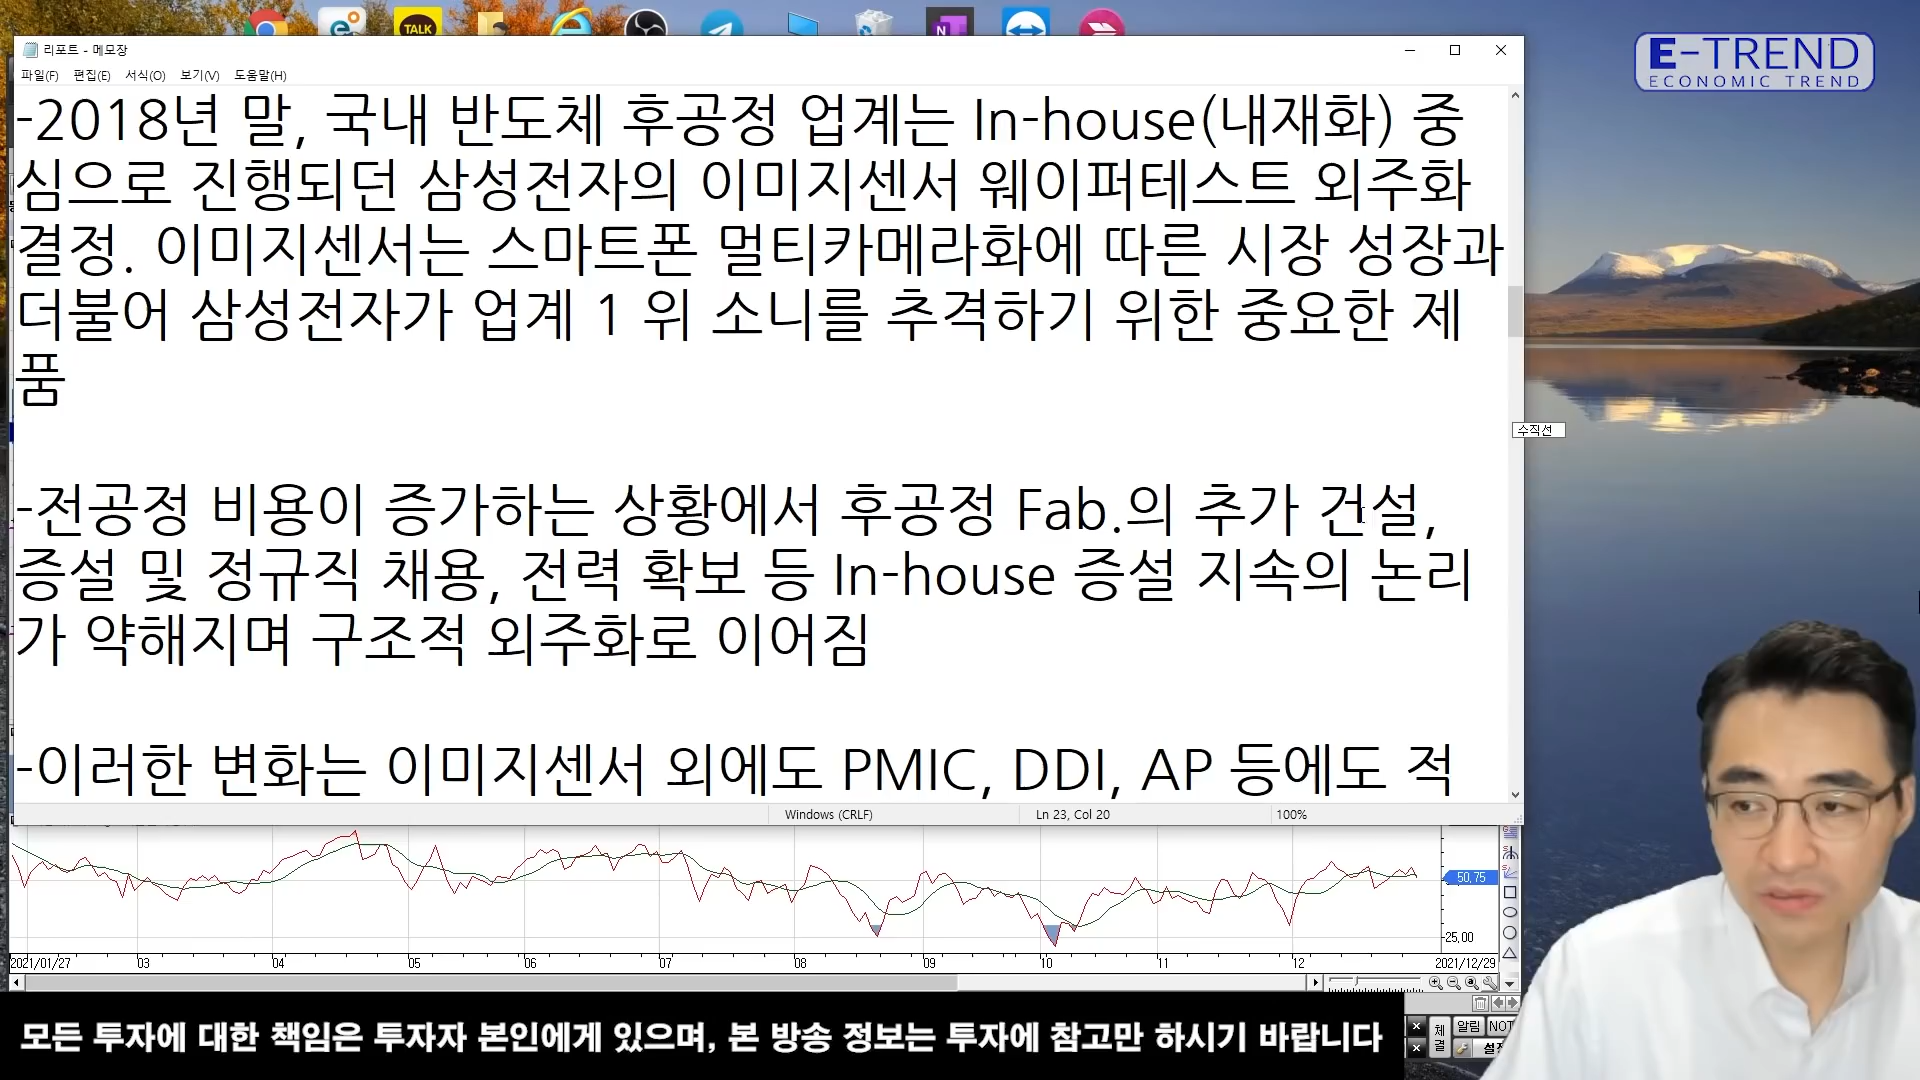 TALK
리포트 - 메모장
E-TREND
ECONOMIC TREND
파일(F) 편집(E) 서식(O) 보기(V) 도움말(H)
-2018년 말, 국내 반도체 후공정 업계는 In-house(내재화) 중
심으로 진행되던 삼성전자의 이미지센서 웨이퍼테스트 외주화
결정. 이미지센서는 스마트폰 멀티카메라화에 따른 시장 성장과
더불어 삼성전자가 업계 1 위 소니를 추격하기 위한 중요한 제
품
수직선
-전공정 비용이 증가하는 상황에서 후공정 Fab.의 추가 건설,
증설 및 정규직 채용, 전력 확보 등 In-house 증설 지속의 논리
가 약해지며 구조적 외주화로 이어짐
-이러한 변화는 이미지센서 외에도 PMIC, DDI, AP 등에도 적
Windows (CRLF) Ln 23, Col 20 100%
50.75
25.00
2021/01/27 03 04 05 06 07 08 09 10 11 12 2021/12/29
모든 투자에 대한 책임은 투자자 본인에게 있으며, 본 방송 정보는 투자에 참고만 하시기 바랍니다
체결 알림